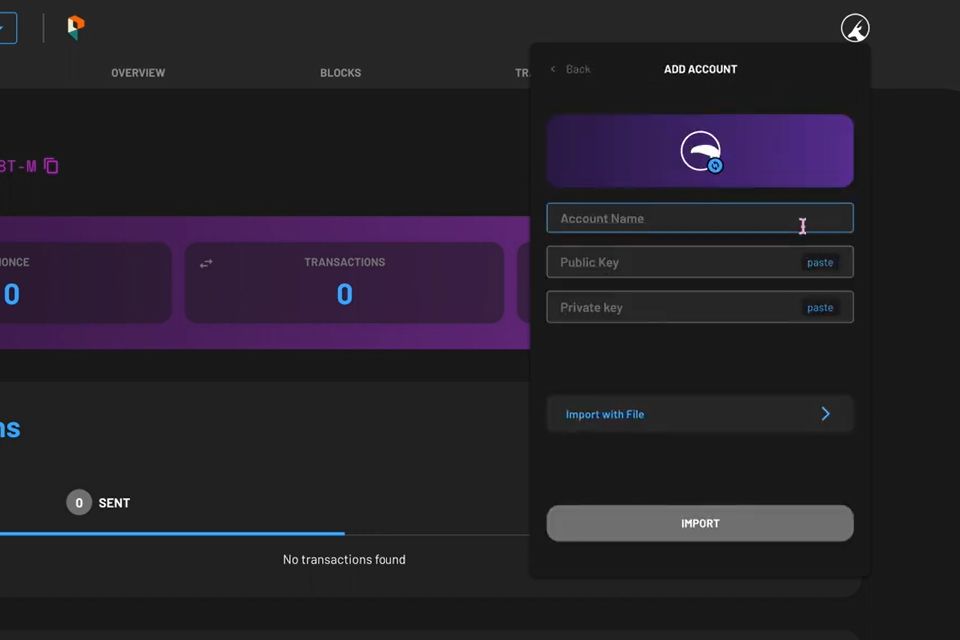 OVERVIEW
BLOCKS
TR
Back
ADD ACCOUNT
BT-M
Account Name
Public Key
paste
Private key
paste
ONCE
0
TRANSACTIONS
0
ns
Import with File
0
SENT
IMPORT
No transactions found